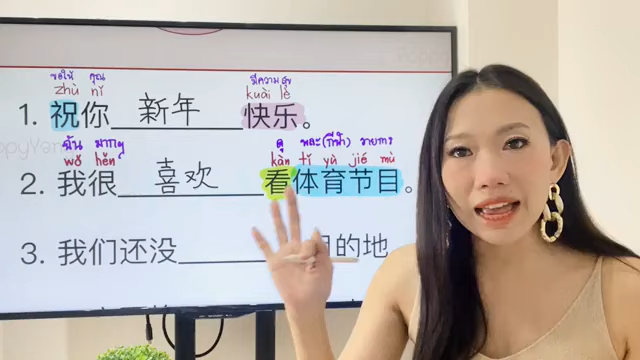 ขอให้ คุณ มีความสุข
zhù nǐ kuài lè
1. 祝你 新年 快乐。
ฉัน มากๆ ดู พละ(กีฬา) รายการ
wǒ hěn kàn tǐ yù jié mù
2. 我很 喜欢 看体育节目。
3. 我们还没 的地